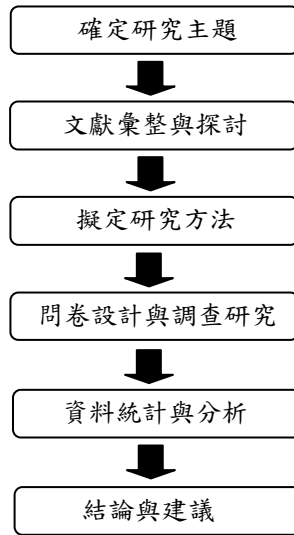 確定研究主題
文獻彙整與探討
擬定研究方法
問卷設計與調查研究
資料統計與分析
結論與建議